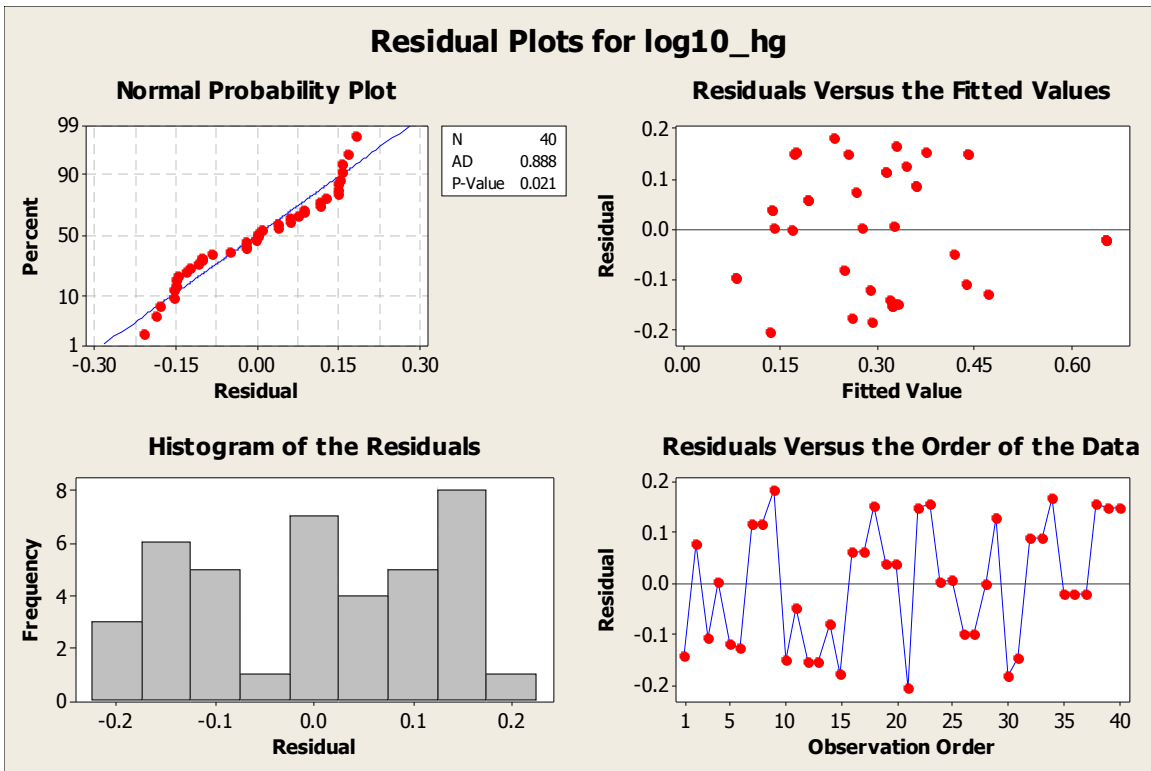 Residual Plots for log10_hg
Normal Probability Plot
99
90
50
10
1
Percent
-0.30 -0.15 0.00 0.15 0.30
Residual
N 40
AD 0.888
P-Value 0.021
Residuals Versus the Fitted Values
0.2
0.1
0.0
-0.1
-0.2
Residual
0.00 0.15 0.30 0.45 0.60
Fitted Value
Histogram of the Residuals
8
6
4
2
0
Frequency
-0.2 -0.1 0.0 0.1 0.2
Residual
Residuals Versus the Order of the Data
0.2
0.1
0.0
-0.1
-0.2
Residual
1 5 10 15 20 25 30 35 40
Observation Order